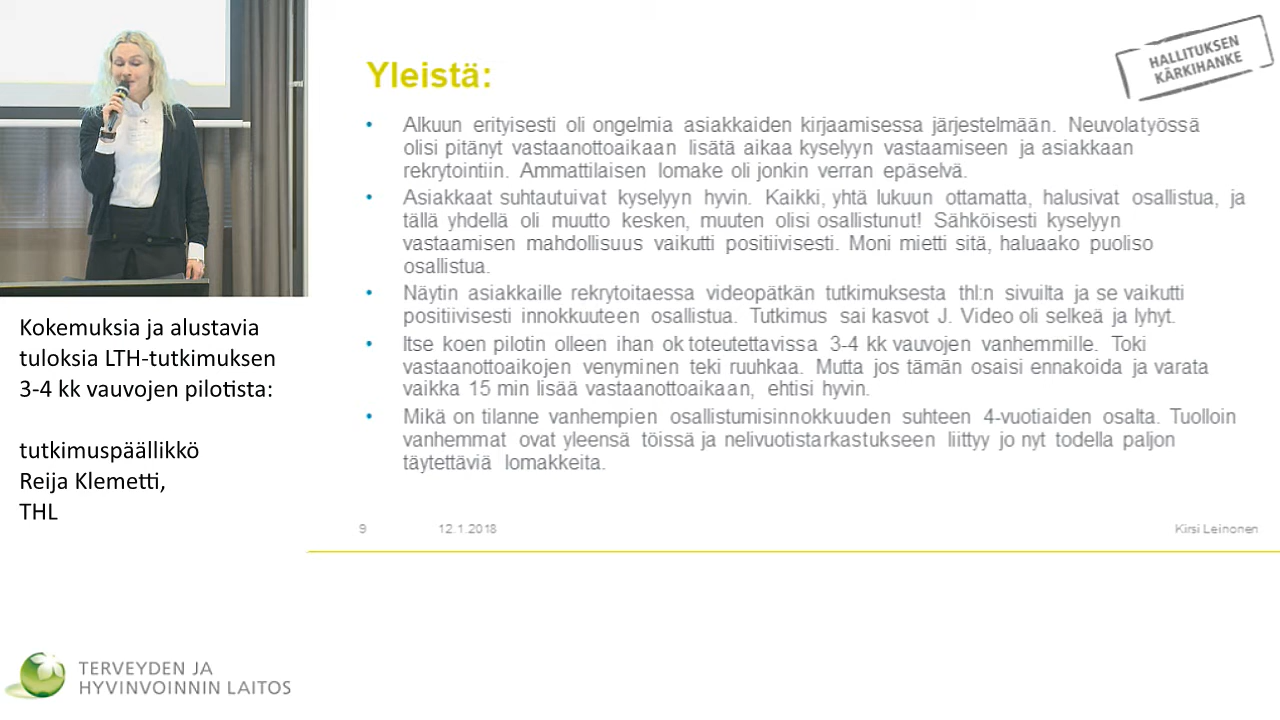 HALLITUKSEN
KÄRKIHANKE
Yleistä:
• Alkuun erityisesti oli ongelmia asiakkaiden kirjaamisessa järjestelmään. Neuvolatyössä
olisi pitänyt vastaanottoaikaan lisätä aikaa kyselyyn vastaamiseen ja asiakkaan
rekrytointiin. Ammattilaisen lomake oli jonkin verran epäselvä.
• Asiakkaat suhtautuivat kyselyyn hyvin. Kaikki, yhtä lukuun ottamatta, halusivat osallistua, ja
tällä yhdellä oli muutto kesken, muuten olisi osallistunut! Sähköisesti kyselyyn
vastaamisen mahdollisuus vaikutti positiivisesti. Moni mietti sitä, haluaako puoliso
osallistua.
• Näytin asiakkaille rekrytoitaessa videopätkän tutkimuksesta thl:n sivuilta ja se vaikutti
positiivisesti innokkuuteen osallistua. Tutkimus sai kasvot J. Video oli selkeä ja lyhyt.
• Itse koen pilotin olleen ihan ok toteutettavissa 3-4 kk vauvojen vanhemmille. Toki
vastaanottoaikojen venyminen teki ruuhkaa. Mutta jos tämän osaisi ennakoida ja varata
vaikka 15 min lisää vastaanottoaikaan, ehtisi hyvin.
• Mikä on tilanne vanhempien osallistumisinnokkuuden suhteen 4-vuotiaiden osalta. Tuolloin
vanhemmat ovat yleensä töissä ja nelivuotistarkastukseen liittyy jo nyt todella paljon
täytettäviä lomakkeita.
9 12.1.2018 Kirsi Leinonen
Kokemuksia ja alustavia
tuloksia LTH-tutkimuksen
3-4 kk vauvojen pilotista:
tutkimuspäällikkö
Reija Klemetti,
THL
TERVEYDEN JA
HYVINVOINNIN LAITOS